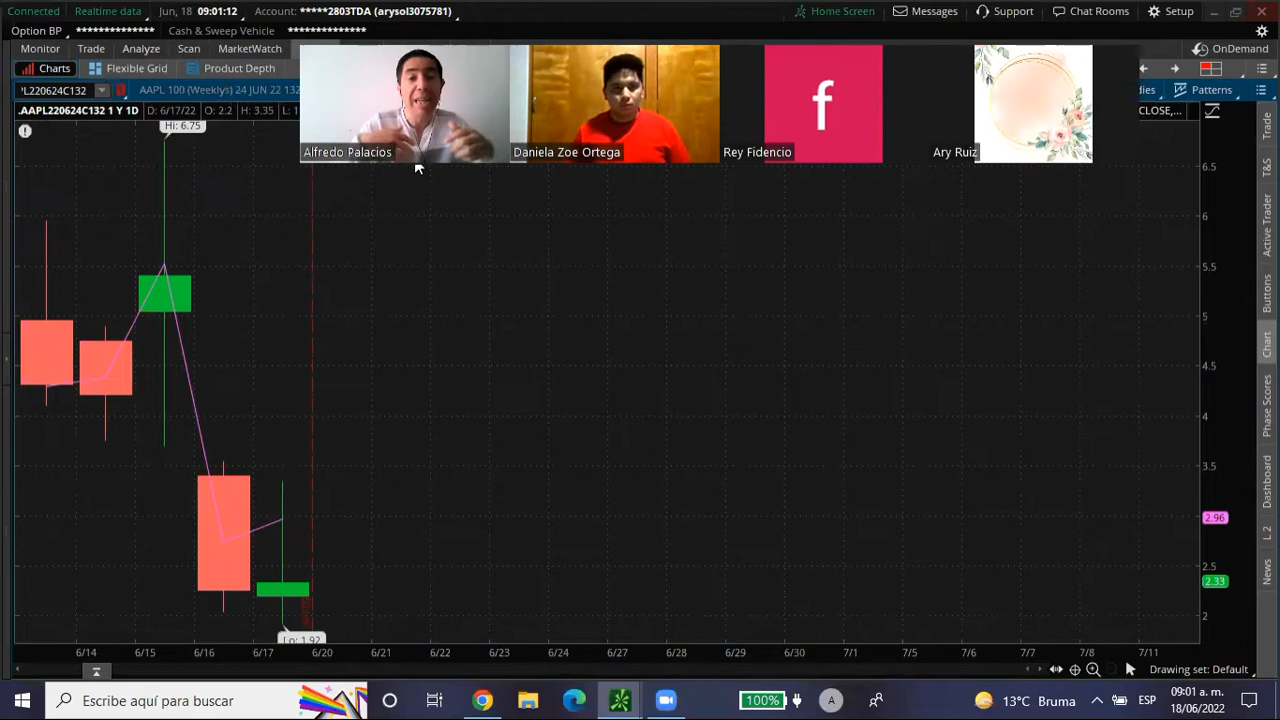 Connected Realtime data Jun, 18 09:01:12 Account: *****2803TDA (arysol3075781) Home Screen Messages Support Chat Rooms Setup
Option BP ************** Cash & Sweep Vehicle **************
Monitor Trade Analyze Scan MarketWatch OnDemand
Charts Flexible Grid Product Depth
'L220624C132 AAPL 100 (Weeklys) 24 JUN 22 132 dies Patterns
.AAPL220624C132 1 Y 1D D: 6/17/22 O: 2.2 H: 3.35 L: 1 CLOSE,...
Hi: 6.75
Alfredo Palacios
Daniela Zoe Ortega
f
Rey Fidencio
Ary Ruiz
6.5
6
5.5
5
4.5
4
3.5
2.96
2.5
2.33
2
Lo: 1.92
6/14 6/15 6/16 6/17 6/20 6/21 6/22 6/23 6/24 6/27 6/28 6/29 6/30 7/1 7/5 7/6 7/7 7/8 7/11
Drawing set: Default
Trade
T&S
Active Trader
Buttons
Chart
Phase Scores
Dashboard
L 2
News
Escribe aquí para buscar
100%
A
13°C Bruma
ESP
09:01 a. m.
18/06/2022